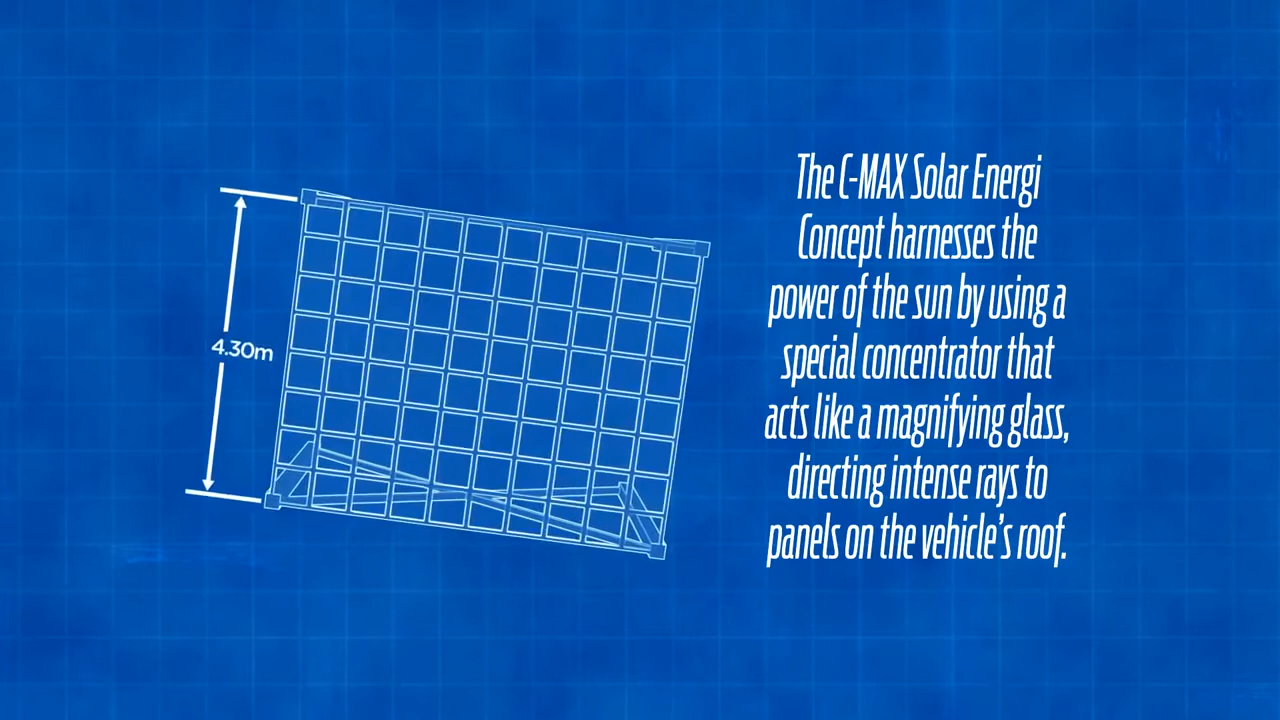 4.30m
The C-MAX Solar Energi
Concept harnesses the
power of the sun by using a
special concentrator that
acts like a magnifying glass,
directing intense rays to
panels on the vehicle's roof.